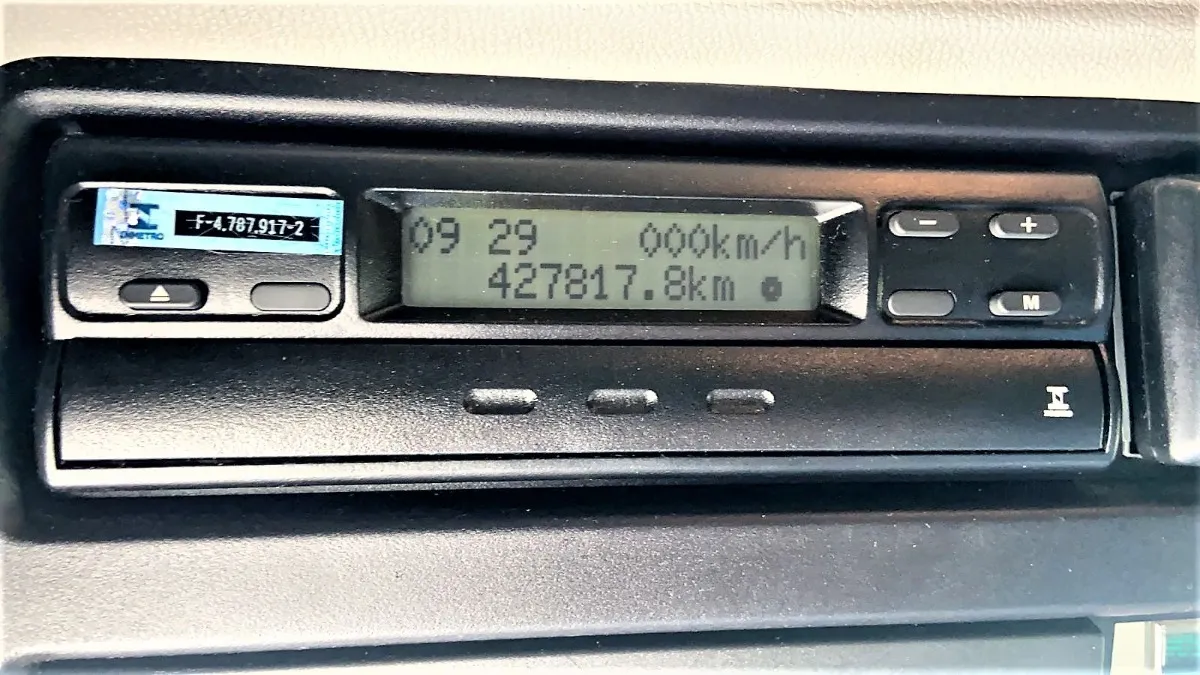 INMETRO
F-4.787.917-2
09 29 000km/h
427817.8km
- +
M